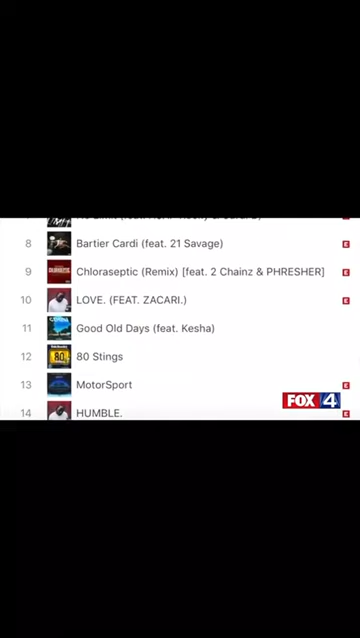 8 Bartier Cardi (feat. 21 Savage) E
9 Chloraseptic (Remix) [feat. 2 Chainz & PHRESHER] E
10 LOVE. (FEAT. ZACARI.) E
11 Good Old Days (feat. Kesha)
12 80 Stings
13 MotorSport E
FOX 4
14 HUMBLE. E